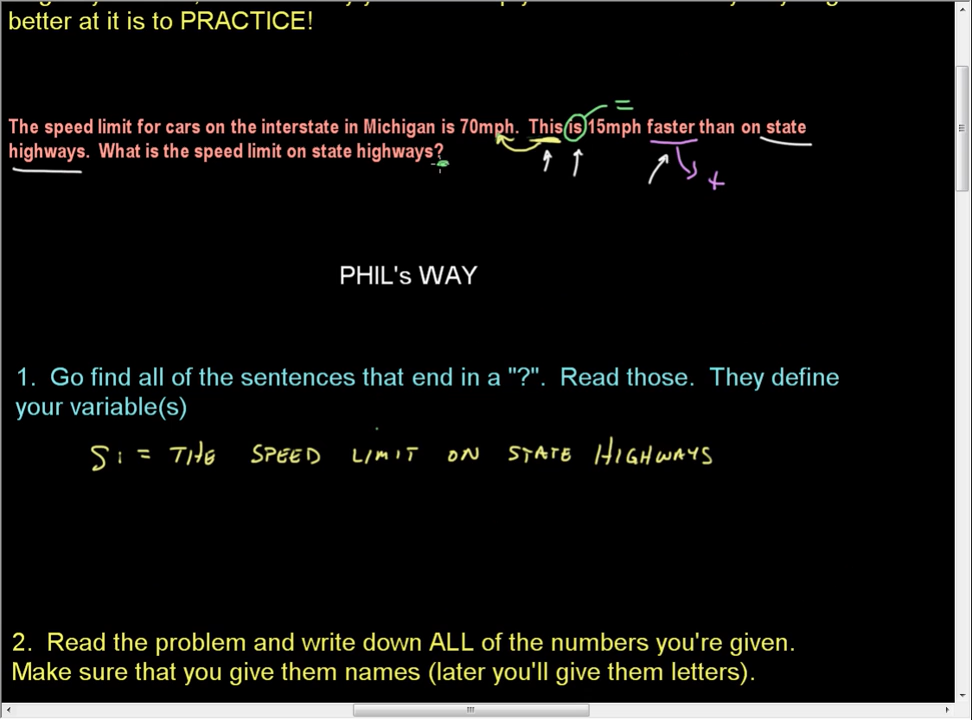 better at it is to PRACTICE!
=
The speed limit for cars on the interstate in Michigan is 70mph. This is 15mph faster than on state
highways. What is the speed limit on state highways?
+
PHIL's WAY
1. Go find all of the sentences that end in a "?". Read those. They define
your variable(s)
S: = THE SPEED LIMIT ON STATE HIGHWAYS
2. Read the problem and write down ALL of the numbers you're given.
Make sure that you give them names (later you'll give them letters).